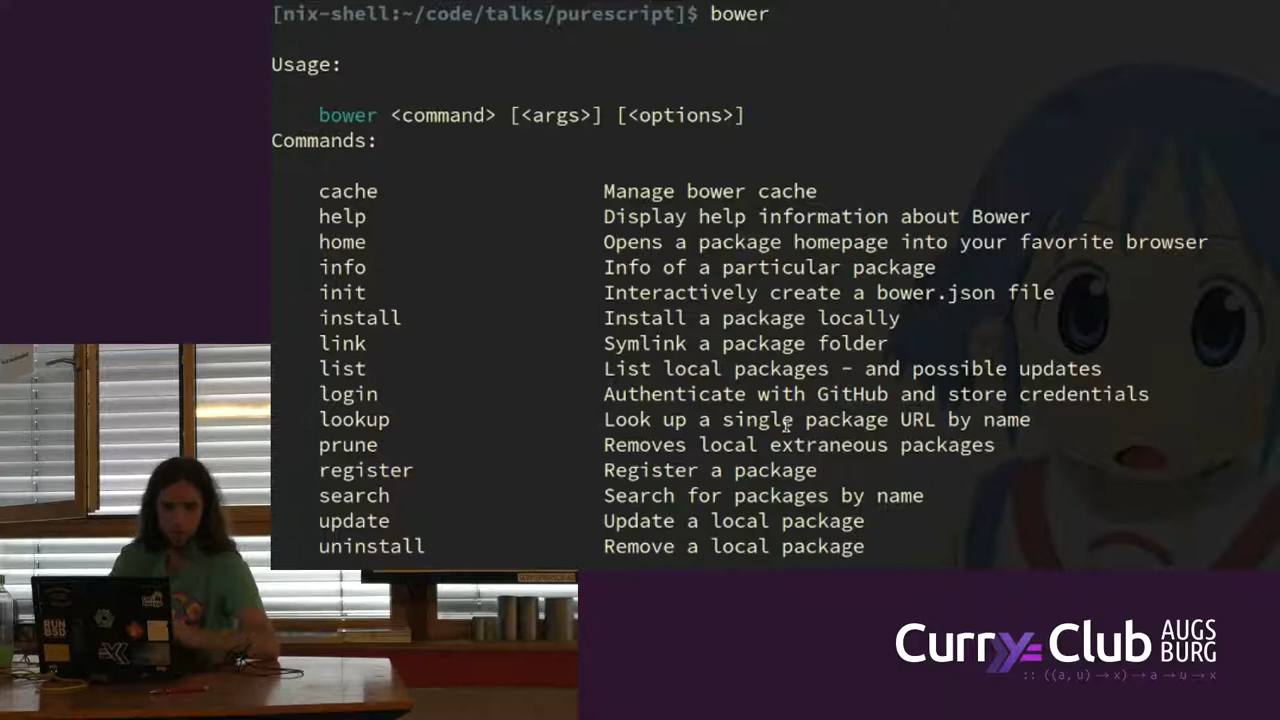 [nix-shell:~/code/talks/purescript]$ bower
Usage:
bower <command> [<args>] [<options>]
Commands:
cache Manage bower cache
help Display help information about Bower
home Opens a package homepage into your favorite browser
info Info of a particular package
init Interactively create a bower.json file
install Install a package locally
link Symlink a package folder
list List local packages - and possible updates
login Authenticate with GitHub and store credentials
lookup Look up a single package URL by name
prune Removes local extraneous packages
register Register a package
search Search for packages by name
update Update a local package
uninstall Remove a local package
RUN
BSD
Curry Club AUGS
BURG
:: ((a, u) → x) → a → u → x